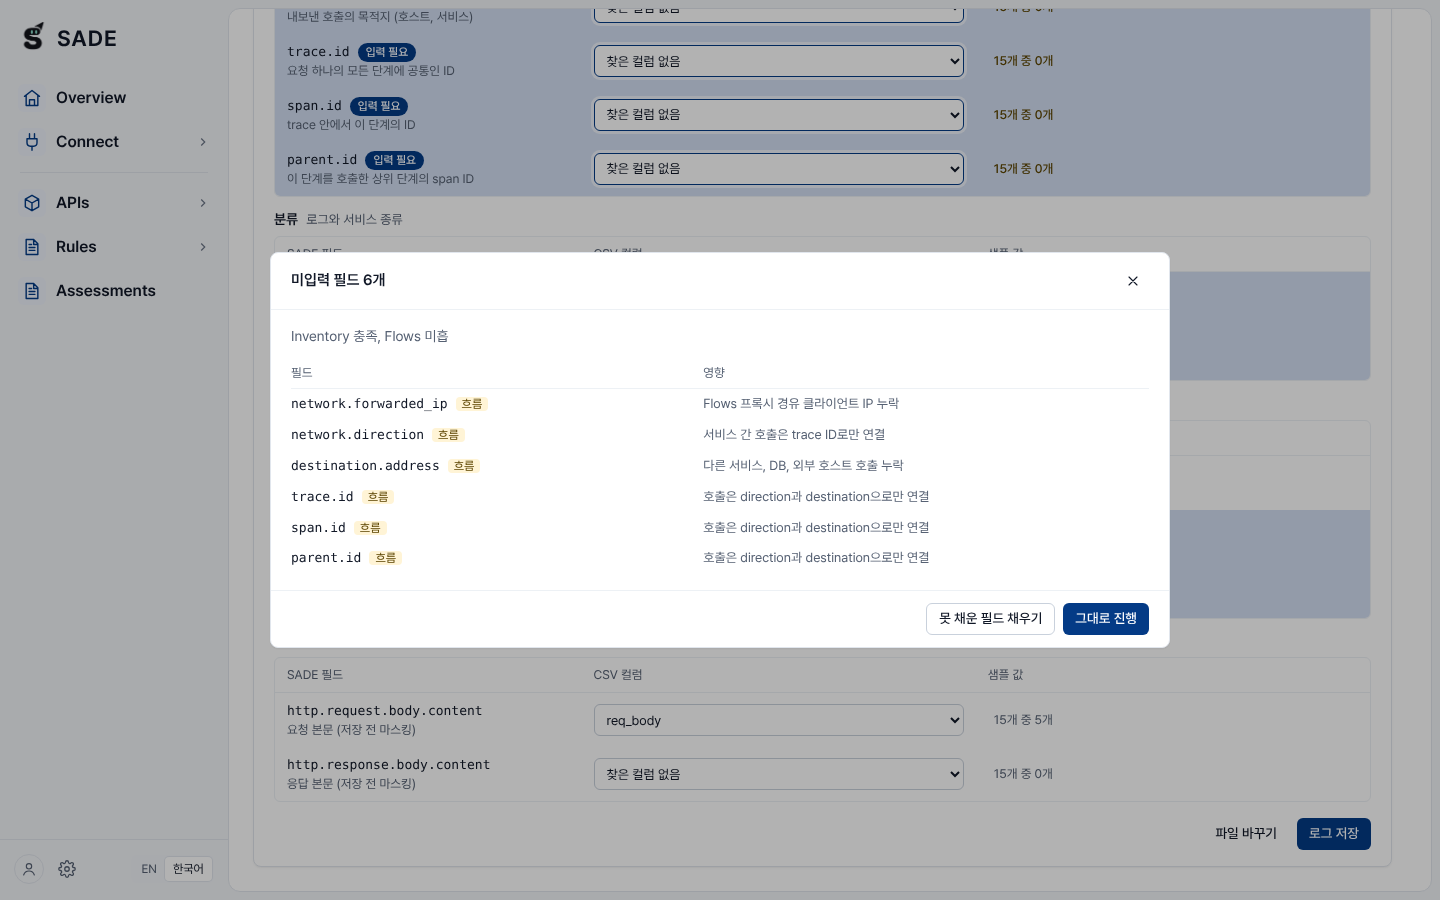 SADE
Overview
Connect
APIs
Rules
Assessments
EN 한국어
내보낸 호출의 목적지 (호스트, 서비스)
trace.id 입력 필요
요청 하나의 모든 단계에 공통인 ID
찾은 컬럼 없음
15개 중 0개
span.id 입력 필요
trace 안에서 이 단계의 ID
찾은 컬럼 없음
15개 중 0개
parent.id 입력 필요
이 단계를 호출한 상위 단계의 span ID
찾은 컬럼 없음
15개 중 0개
분류 로그와 서비스 종류
미입력 필드 6개
Inventory 충족, Flows 미흡
필드 영향
network.forwarded_ip 흐름 Flows 프록시 경유 클라이언트 IP 누락
network.direction 흐름 서비스 간 호출은 trace ID로만 연결
destination.address 흐름 다른 서비스, DB, 외부 호스트 호출 누락
trace.id 흐름 호출은 direction과 destination으로만 연결
span.id 흐름 호출은 direction과 destination으로만 연결
parent.id 흐름 호출은 direction과 destination으로만 연결
못 채운 필드 채우기 그대로 진행
SADE 필드 CSV 컬럼 샘플 값
http.request.body.content
요청 본문 (저장 전 마스킹)
req_body
15개 중 5개
http.response.body.content
응답 본문 (저장 전 마스킹)
찾은 컬럼 없음
15개 중 0개
파일 바꾸기 로그 저장